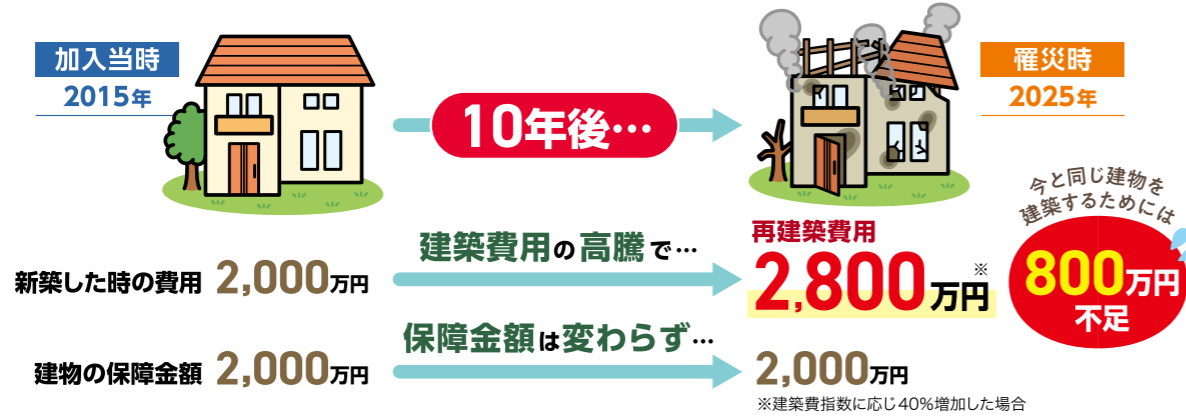 加入当時
2015年
10年後…
罹災時
2025年
今と同じ建物を
建築するためには
800万円
不足
新築した時の費用 2,000万円
建築費用の高騰で…
再建築費用
2,800万円※
建物の保障金額 2,000万円
保障金額は変わらず…
2,000万円
※建築費指数に応じ40%増加した場合